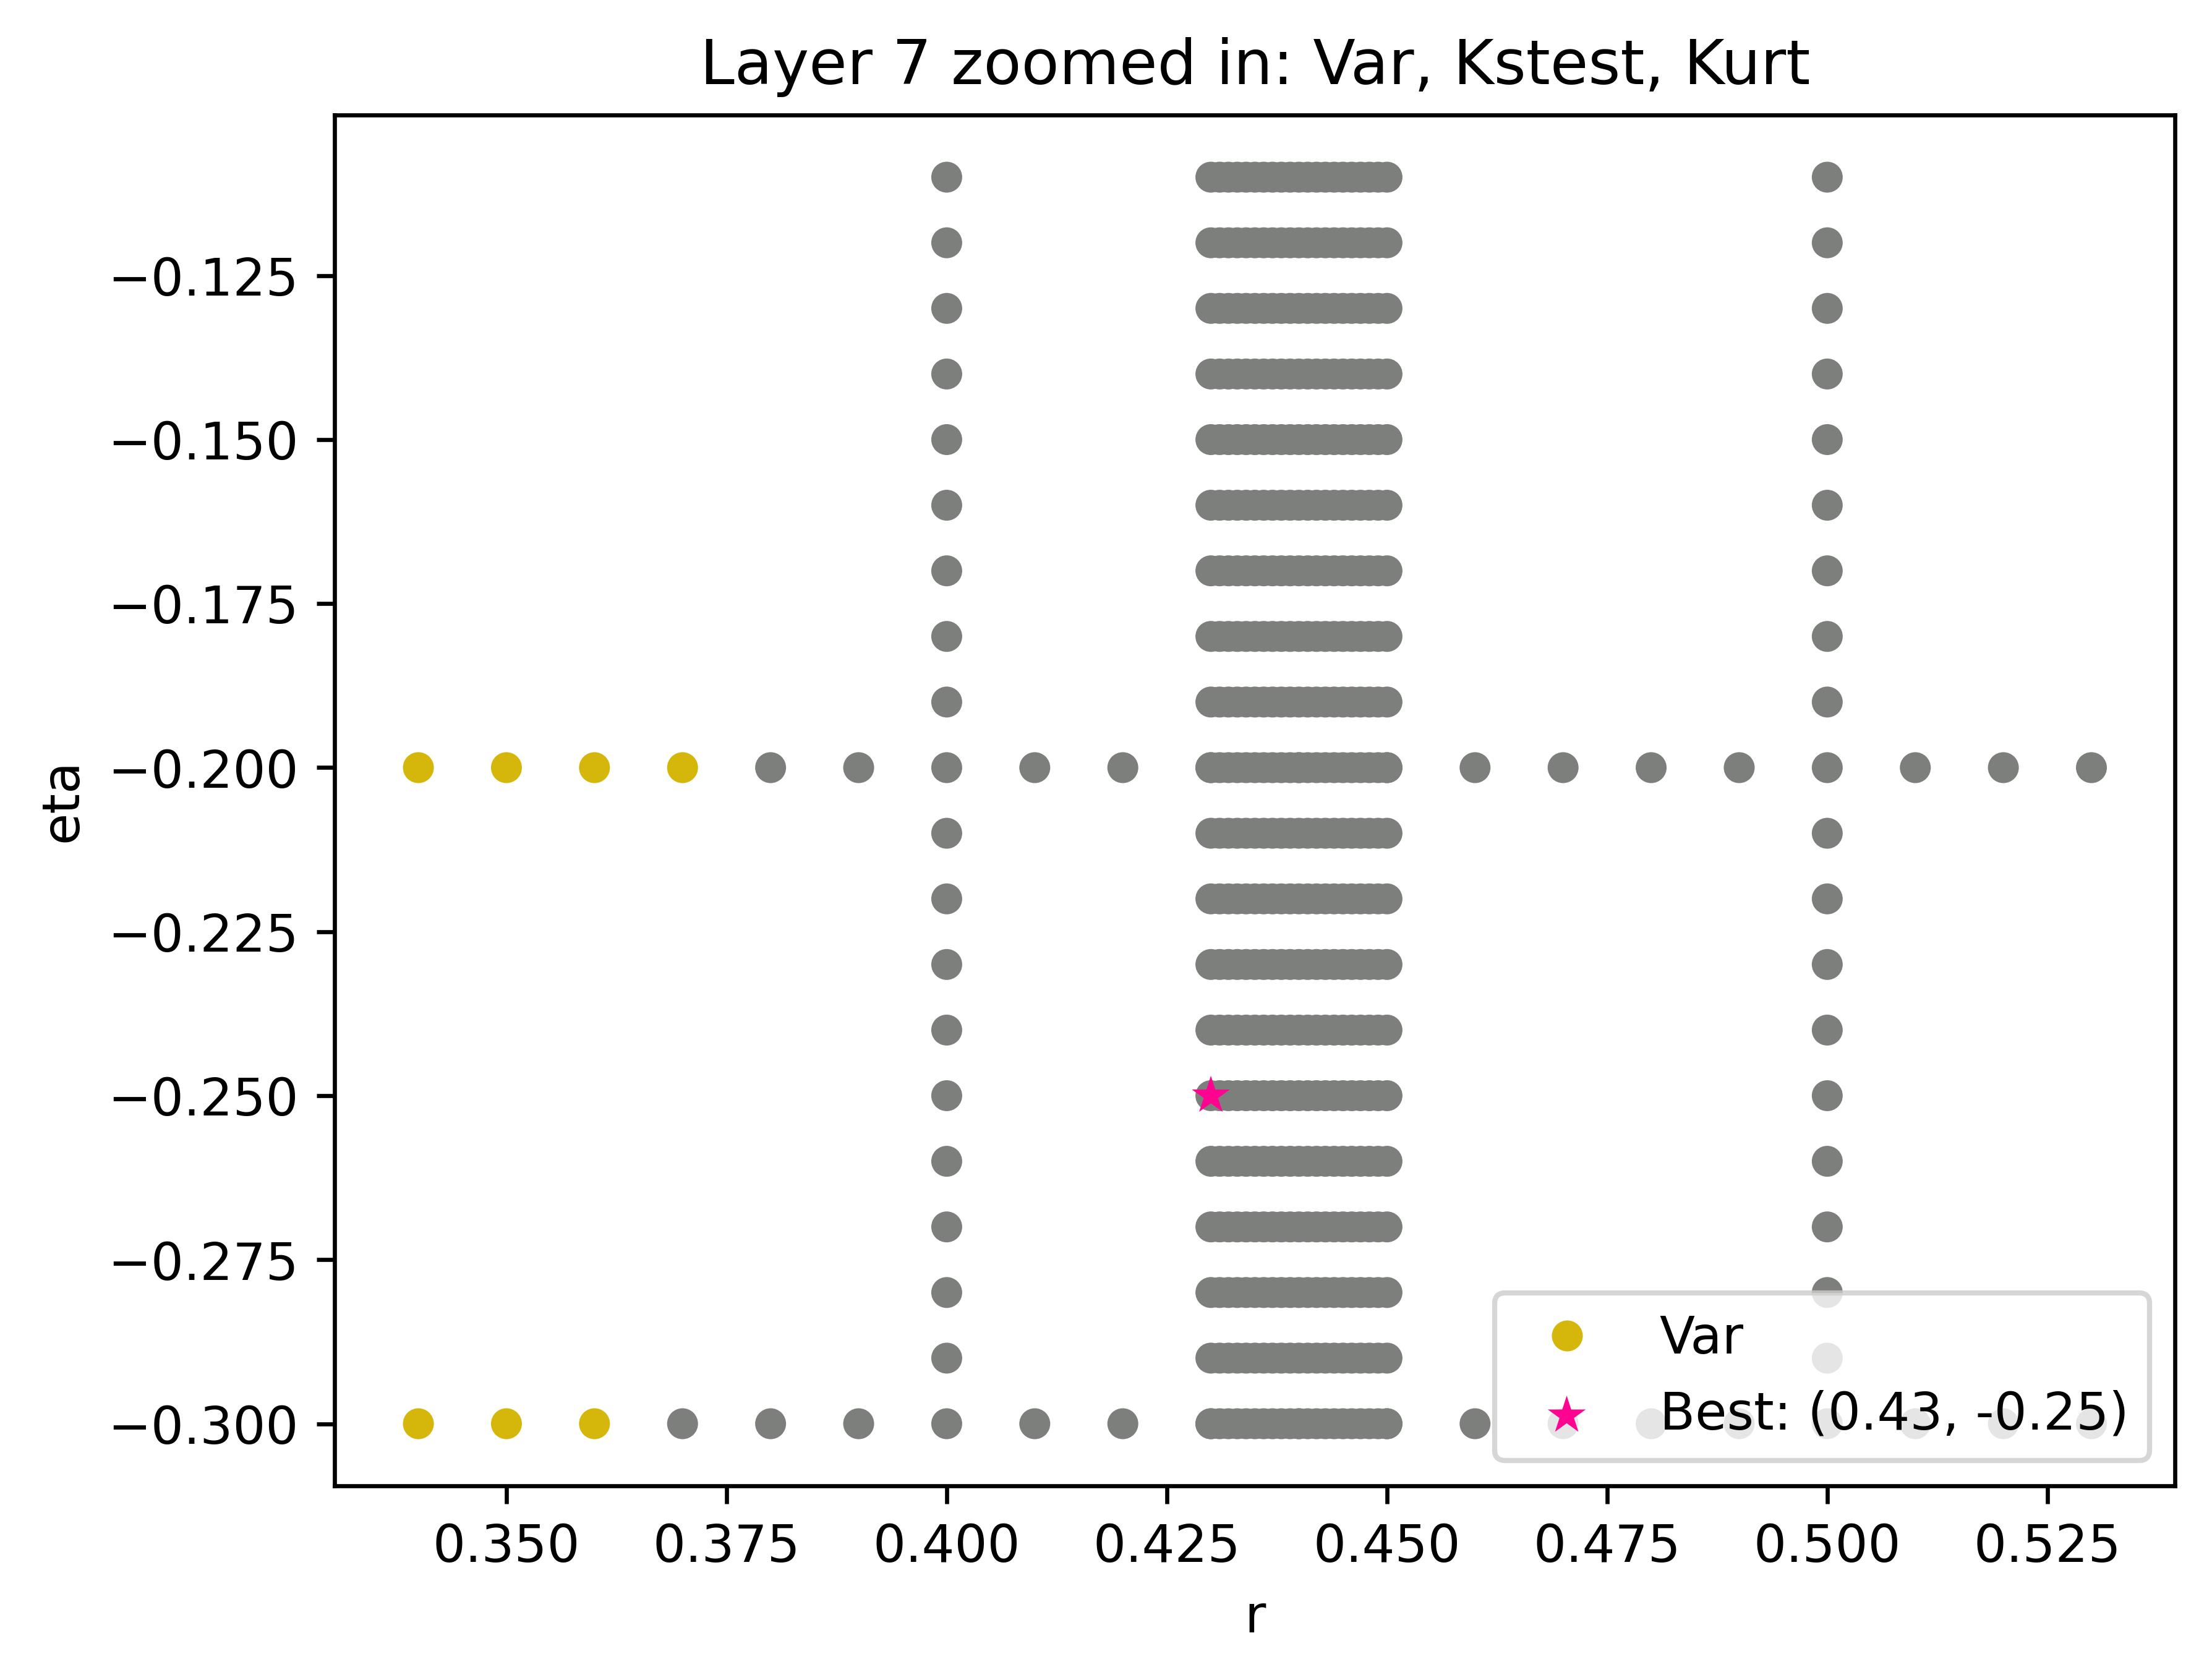 Layer 7 zoomed in: Var, Kstest, Kurt
−0.125
−0.150
−0.175
−0.200
−0.225
−0.250
−0.275
−0.300
eta
Var
Best: (0.43, -0.25)
0.350 0.375 0.400 0.425 0.450 0.475 0.500 0.525
r